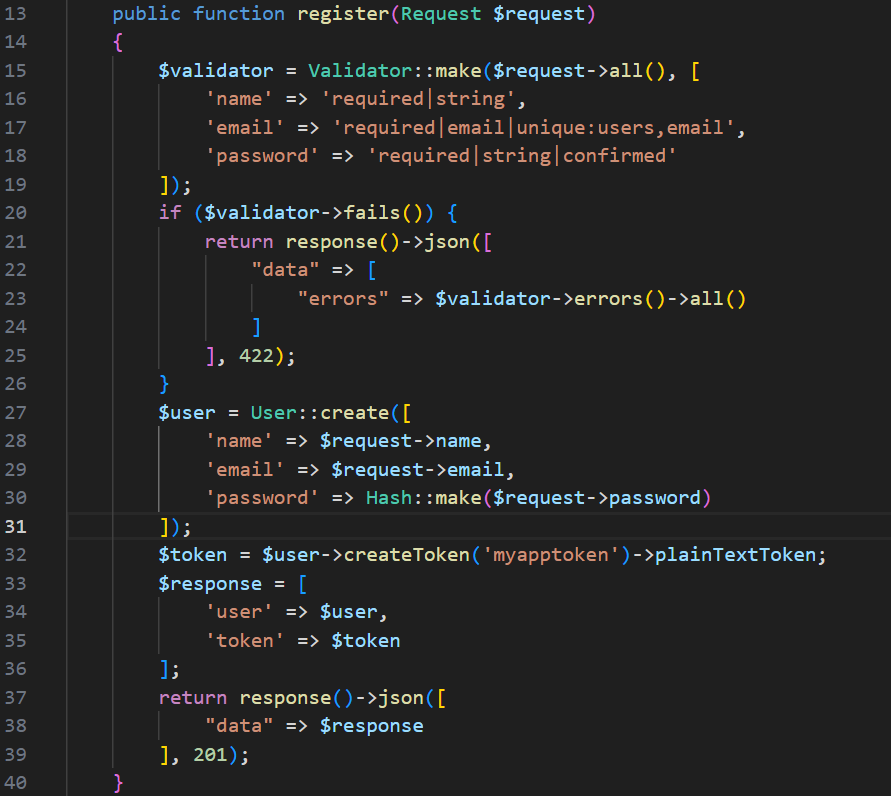 13 public function register(Request $request)
14 {
15 $validator = Validator::make($request->all(), [
16 'name' => 'required|string',
17 'email' => 'required|email|unique:users,email',
18 'password' => 'required|string|confirmed'
19 ]);
20 if ($validator->fails()) {
21 return response()->json([
22 "data" => [
23 "errors" => $validator->errors()->all()
24 ]
25 ], 422);
26 }
27 $user = User::create([
28 'name' => $request->name,
29 'email' => $request->email,
30 'password' => Hash::make($request->password)
31 ]);
32 $token = $user->createToken('myapptoken')->plainTextToken;
33 $response = [
34 'user' => $user,
35 'token' => $token
36 ];
37 return response()->json([
38 "data" => $response
39 ], 201);
40 }